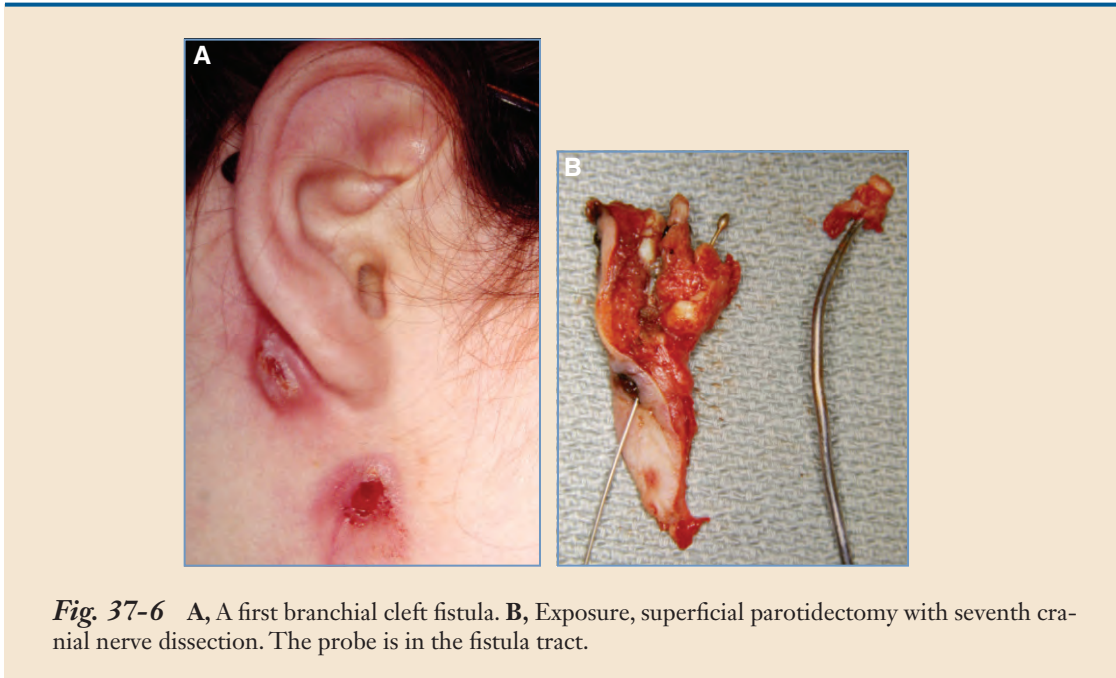 A
B
Fig. 37-6 A, A first branchial cleft fistula. B, Exposure, superficial parotidectomy with seventh cra-
nial nerve dissection. The probe is in the fistula tract.